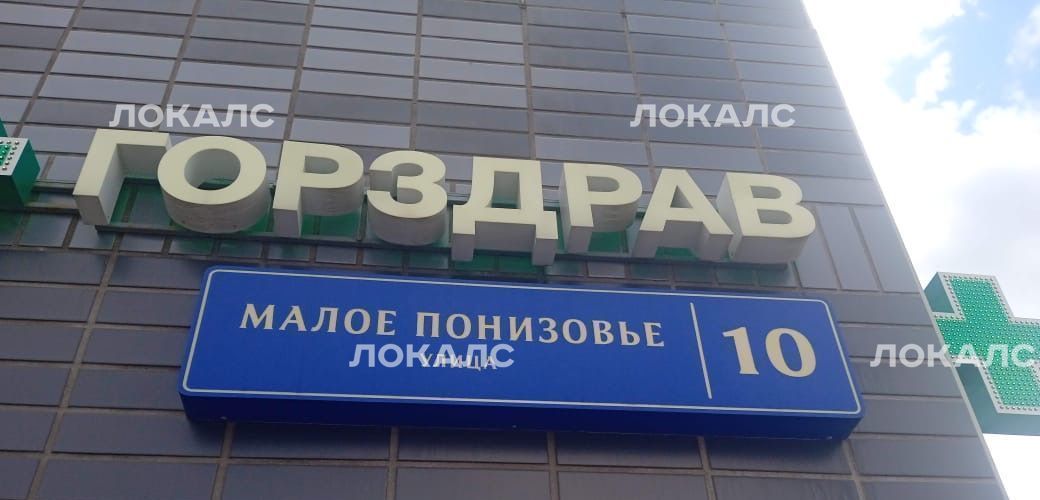 ЛОКАЛС ЛОКАЛС
ГОРЗДРАВ
МАЛОЕ ПОНИЗОВЬЕ 10
УЛИЦА
ЛОКАЛС ЛОКАЛС